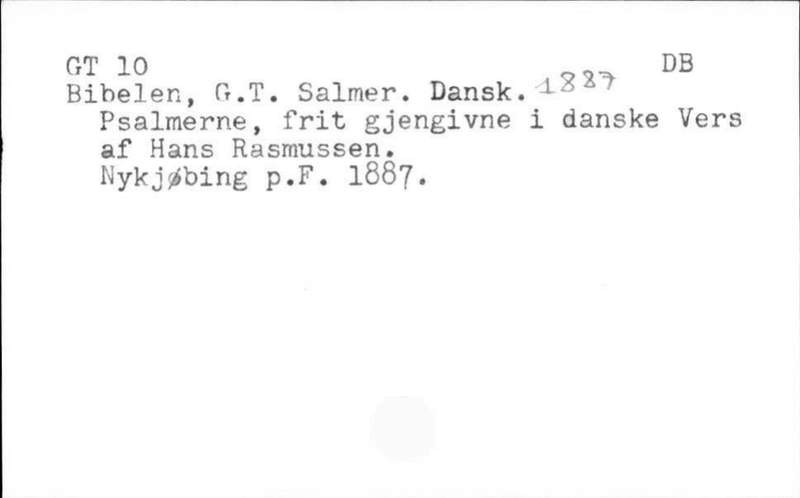 GT 10 DB
Bibelen, G.T. Salmer. Dansk. 1887
Psalmerne, frit gjengivne i danske Vers
af Hans Rasmussen.
Nykjøbing p.F. 1887.